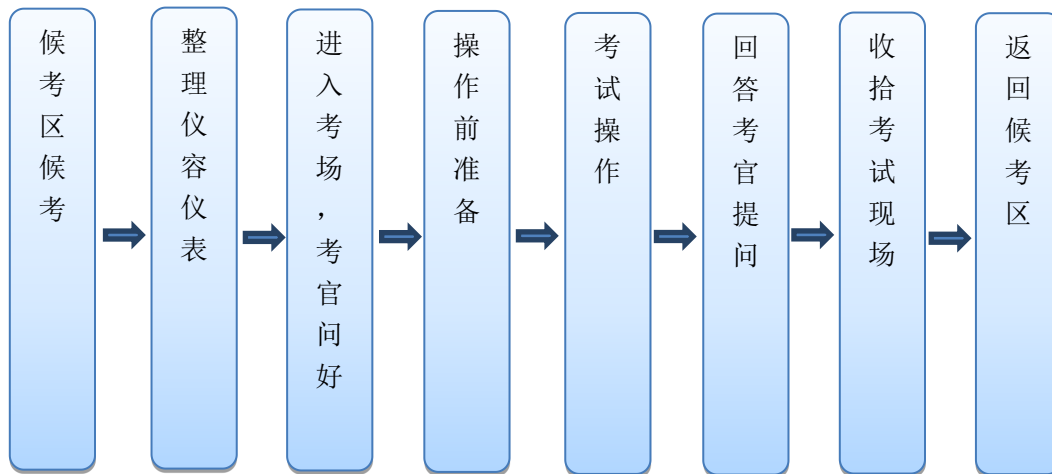 候考区候考
整理仪容仪表
进入考场，考官问好
操作前准备
考试操作
回答考官提问
收拾考试现场
返回候考区